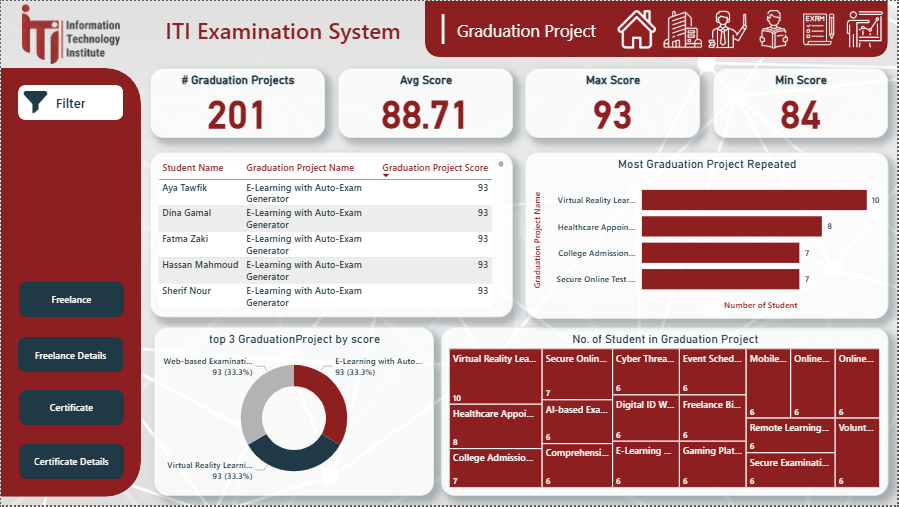 iTi
Information
Technology
Institute
ITI Examination System
Graduation Project
EXAM
Filter
# Graduation Projects
201
Avg Score
88.71
Max Score
93
Min Score
84
Student Name Graduation Project Name Graduation Project Score
Aya Tawfik E-Learning with Auto-Exam 93
Generator
Dina Gamal E-Learning with Auto-Exam 93
Generator
Fatma Zaki E-Learning with Auto-Exam 93
Generator
Hassan Mahmoud E-Learning with Auto-Exam 93
Generator
Sherif Nour E-Learning with Auto-Exam 93
Generator
Most Graduation Project Repeated
Graduation Project Name
Virtual Reality Lear... 10
Healthcare Appoin... 8
College Admission... 7
Secure Online Test ... 7
Number of Student
Freelance
Freelance Details
Certificate
Certificate Details
top 3 GraduationProject by score
Web-based Examinati...
93 (33.3%)
E-Learning with Auto...
93 (33.3%)
Virtual Reality Learni...
93 (33.3%)
No. of Student in Graduation Project
Virtual Reality Lea...
10
Healthcare Appoi...
8
College Admissio...
7
Secure Onlin...
7
AI-based Exa...
6
Comprehensi...
6
Cyber Threa...
6
Digital ID W...
6
E-Learning ...
6
Event Sched...
6
Freelance Bi...
6
Gaming Plat...
6
Mobile...
6
Online...
6
Online...
6
Remote Learning...
6
Secure Examinati...
6
Volunt...
6